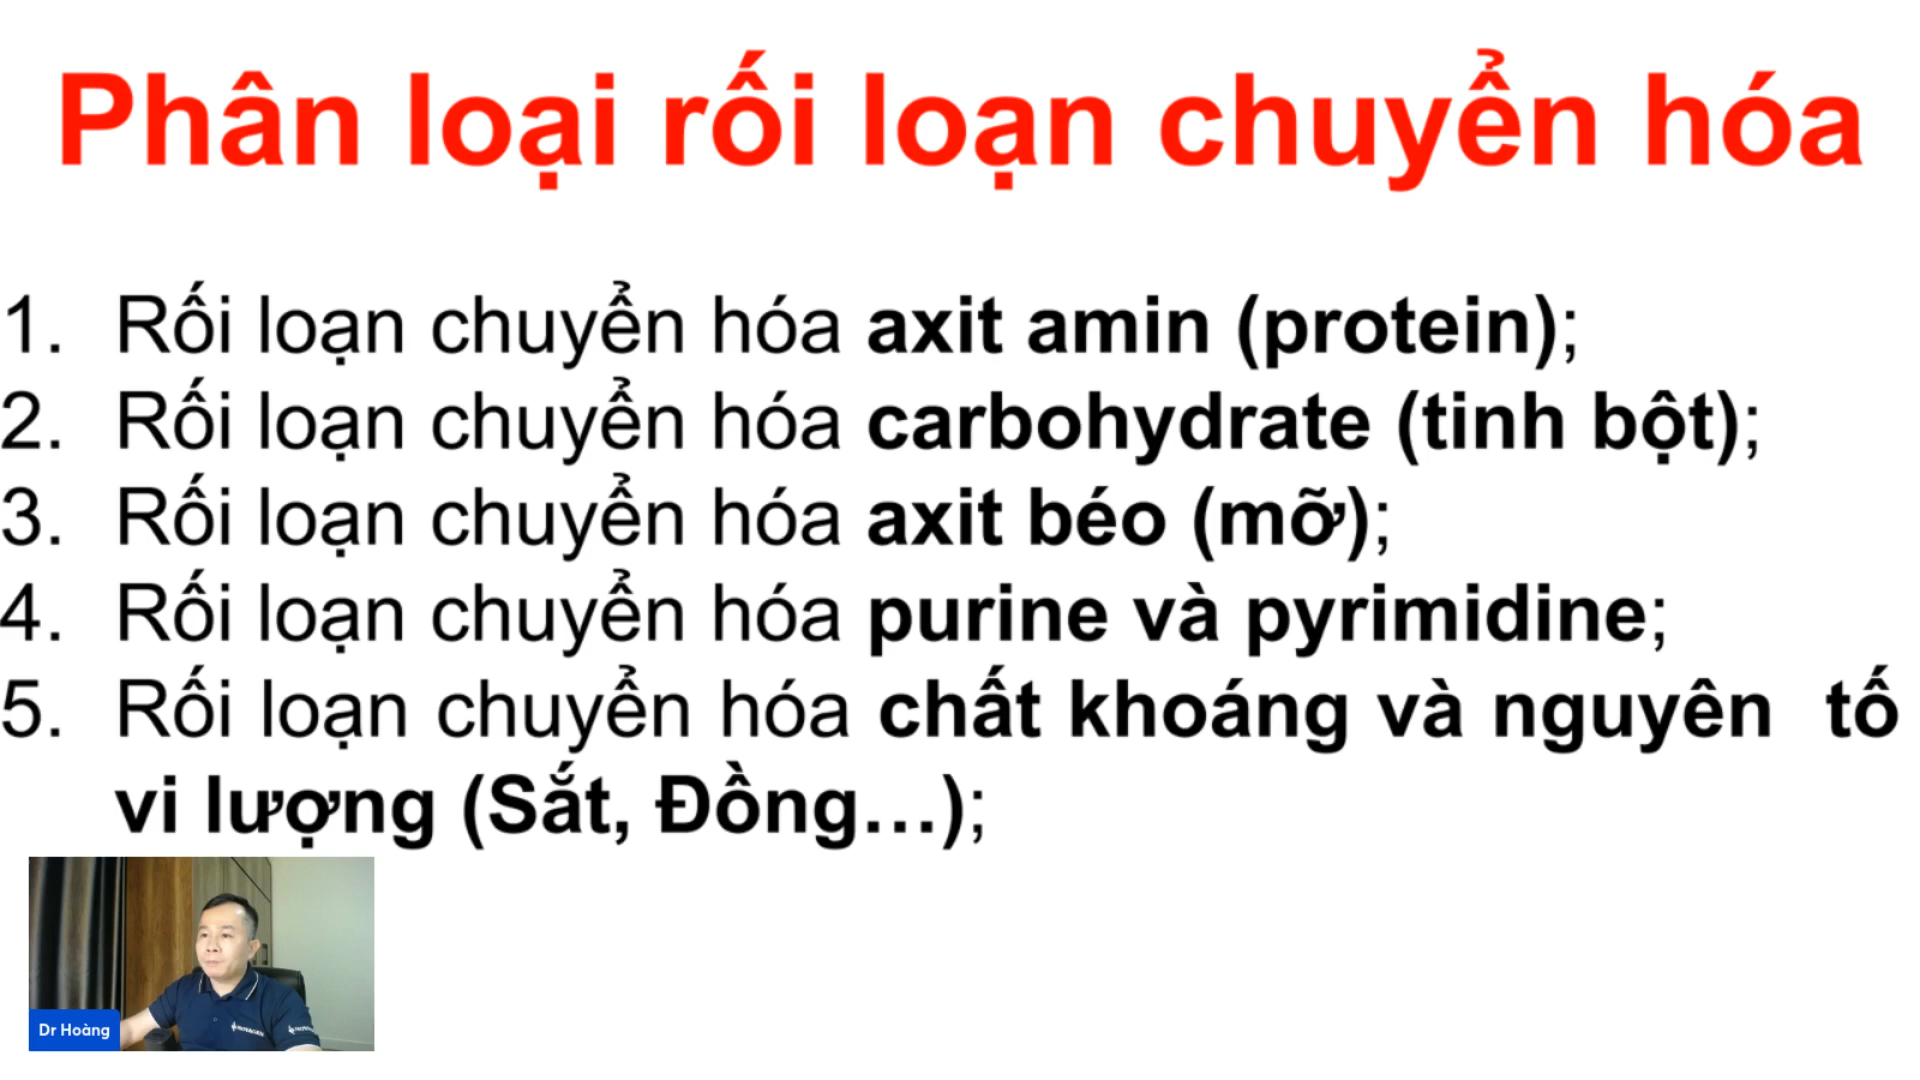 Phân loại rối loạn chuyển hóa
1. Rối loạn chuyển hóa axit amin (protein);
2. Rối loạn chuyển hóa carbohydrate (tinh bột);
3. Rối loạn chuyển hóa axit béo (mỡ);
4. Rối loạn chuyển hóa purine và pyrimidine;
5. Rối loạn chuyển hóa chất khoáng và nguyên tố
vi lượng (Sắt, Đồng...);
Dr Hoàng